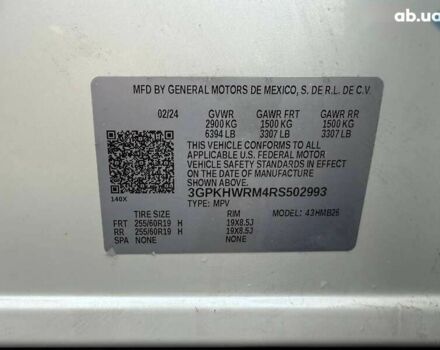 ab.ua
MFD BY GENERAL MOTORS DE MEXICO, S. DE R.L. DE C.V.
02/24 GVWR GAWR FRT GAWR RR
2900 KG 1500 KG 1500 KG
6394 LB 3307 LB 3307 LB
THIS VEHICLE CONFORMS TO ALL
APPLICABLE U.S. FEDERAL MOTOR
VEHICLE SAFETY STANDARDS IN EFFECT
ON THE DATE OF MANUFACTURE
SHOWN ABOVE
3GPKHWRM4RS502993
140X TYPE: MPV MODEL: 43HMB26
TIRE SIZE RIM
FRT 255/60R19 H 19X8.5J
RR 255/60R19 H 19X8.5J
SPA NONE NONE